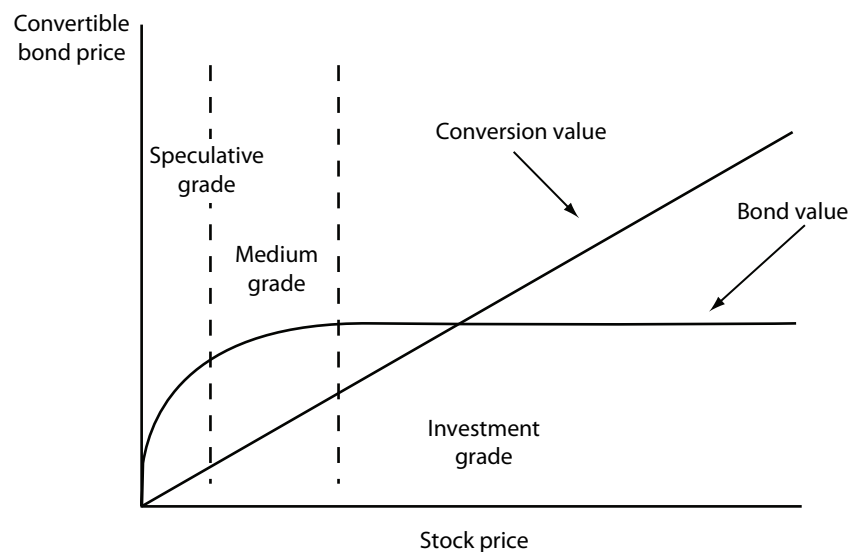 Convertible
bond price
Conversion value
Speculative
grade
Bond value
Medium
grade
Investment
grade
Stock price